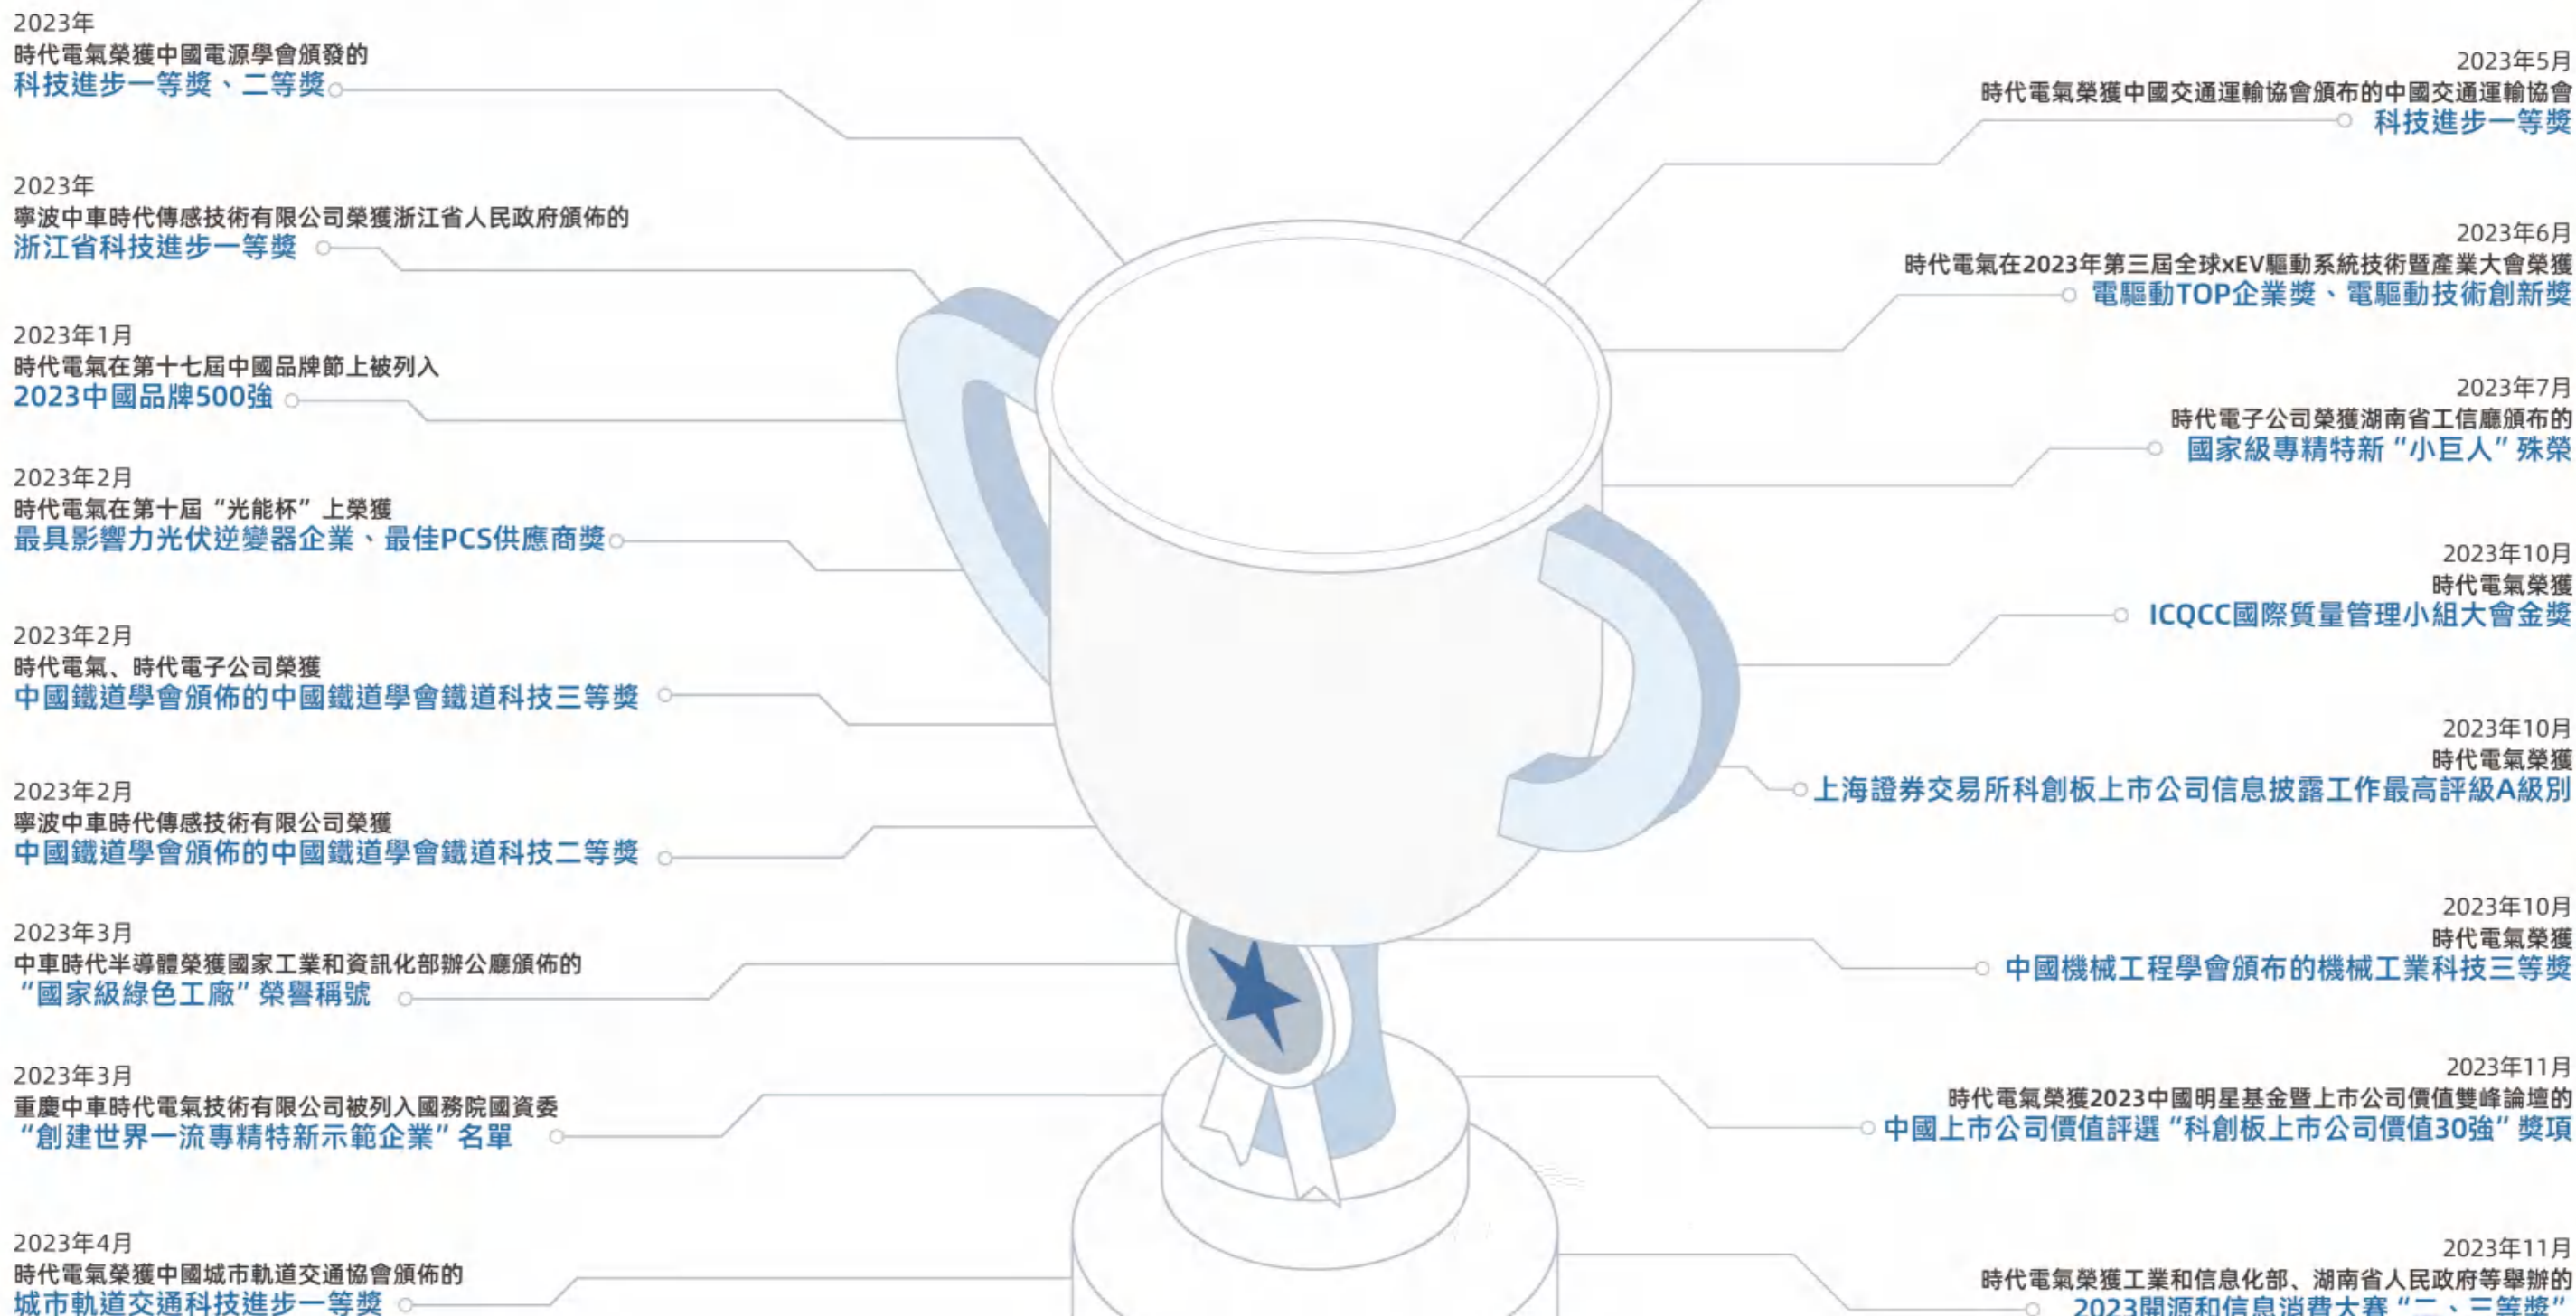 2023年
時代電氣榮獲中國電源學會頒發的
科技進步一等獎、二等獎
2023年
寧波中車時代傳感技術有限公司榮獲浙江省人民政府頒佈的
浙江省科技進步一等獎
2023年1月
時代電氣在第十七屆中國品牌節上被列入
2023中國品牌500強
2023年2月
時代電氣在第十屆“光能杯”上榮獲
最具影響力光伏逆變器企業、最佳PCS供應商獎
2023年2月
時代電氣、時代電子公司榮獲
中國鐵道學會頒佈的中國鐵道學會鐵道科技三等獎
2023年2月
寧波中車時代傳感技術有限公司榮獲
中國鐵道學會頒佈的中國鐵道學會鐵道科技二等獎
2023年3月
中車時代半導體榮獲國家工業和資訊化部辦公廳頒佈的
“國家級綠色工廠”榮譽稱號
2023年3月
重慶中車時代電氣技術有限公司被列入國務院國資委
“創建世界一流專精特新示範企業”名單
2023年4月
時代電氣榮獲中國城市軌道交通協會頒佈的
城市軌道交通科技進步一等獎
2023年5月
時代電氣榮獲中國交通運輸協會頒布的中國交通運輸協會
科技進步一等獎
2023年6月
時代電氣在2023年第三屆全球xEV驅動系統技術暨產業大會榮獲
電驅動TOP企業獎、電驅動技術創新獎
2023年7月
時代電子公司榮獲湖南省工信廳頒布的
國家級專精特新“小巨人”殊榮
2023年10月
時代電氣榮獲
ICQCC國際質量管理小組大會金獎
2023年10月
時代電氣榮獲
上海證券交易所科創板上市公司信息披露工作最高評級A級別
2023年10月
時代電氣榮獲
中國機械工程學會頒布的機械工業科技三等獎
2023年11月
時代電氣榮獲2023中國明星基金暨上市公司價值雙峰論壇的
中國上市公司價值評選“科創板上市公司價值30強”獎項
2023年11月
時代電氣榮獲工業和信息化部、湖南省人民政府等舉辦的
2023開源和信息消費大賽“二、三等獎”